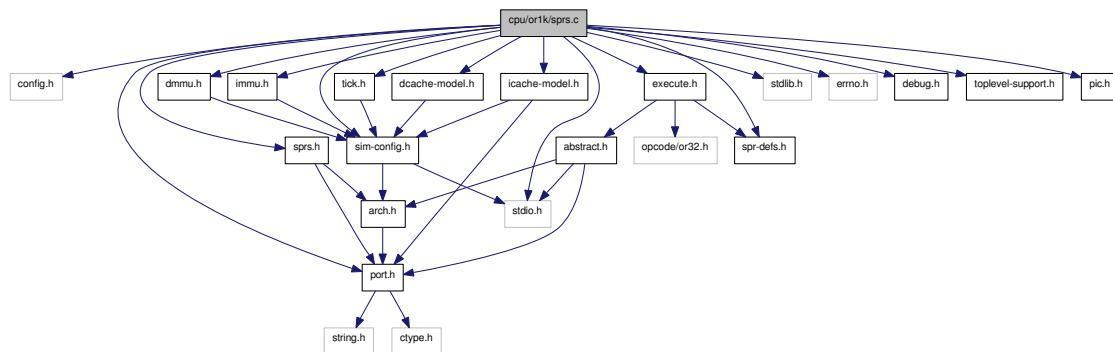 cpu/or1k/sprs.c
config.h
dmmu.h
immu.h
tick.h
dcache-model.h
icache-model.h
execute.h
stdlib.h
errno.h
debug.h
toplevel-support.h
pic.h
sprs.h
sim-config.h
abstract.h
opcode/or32.h
spr-defs.h
arch.h
stdio.h
port.h
string.h
ctype.h